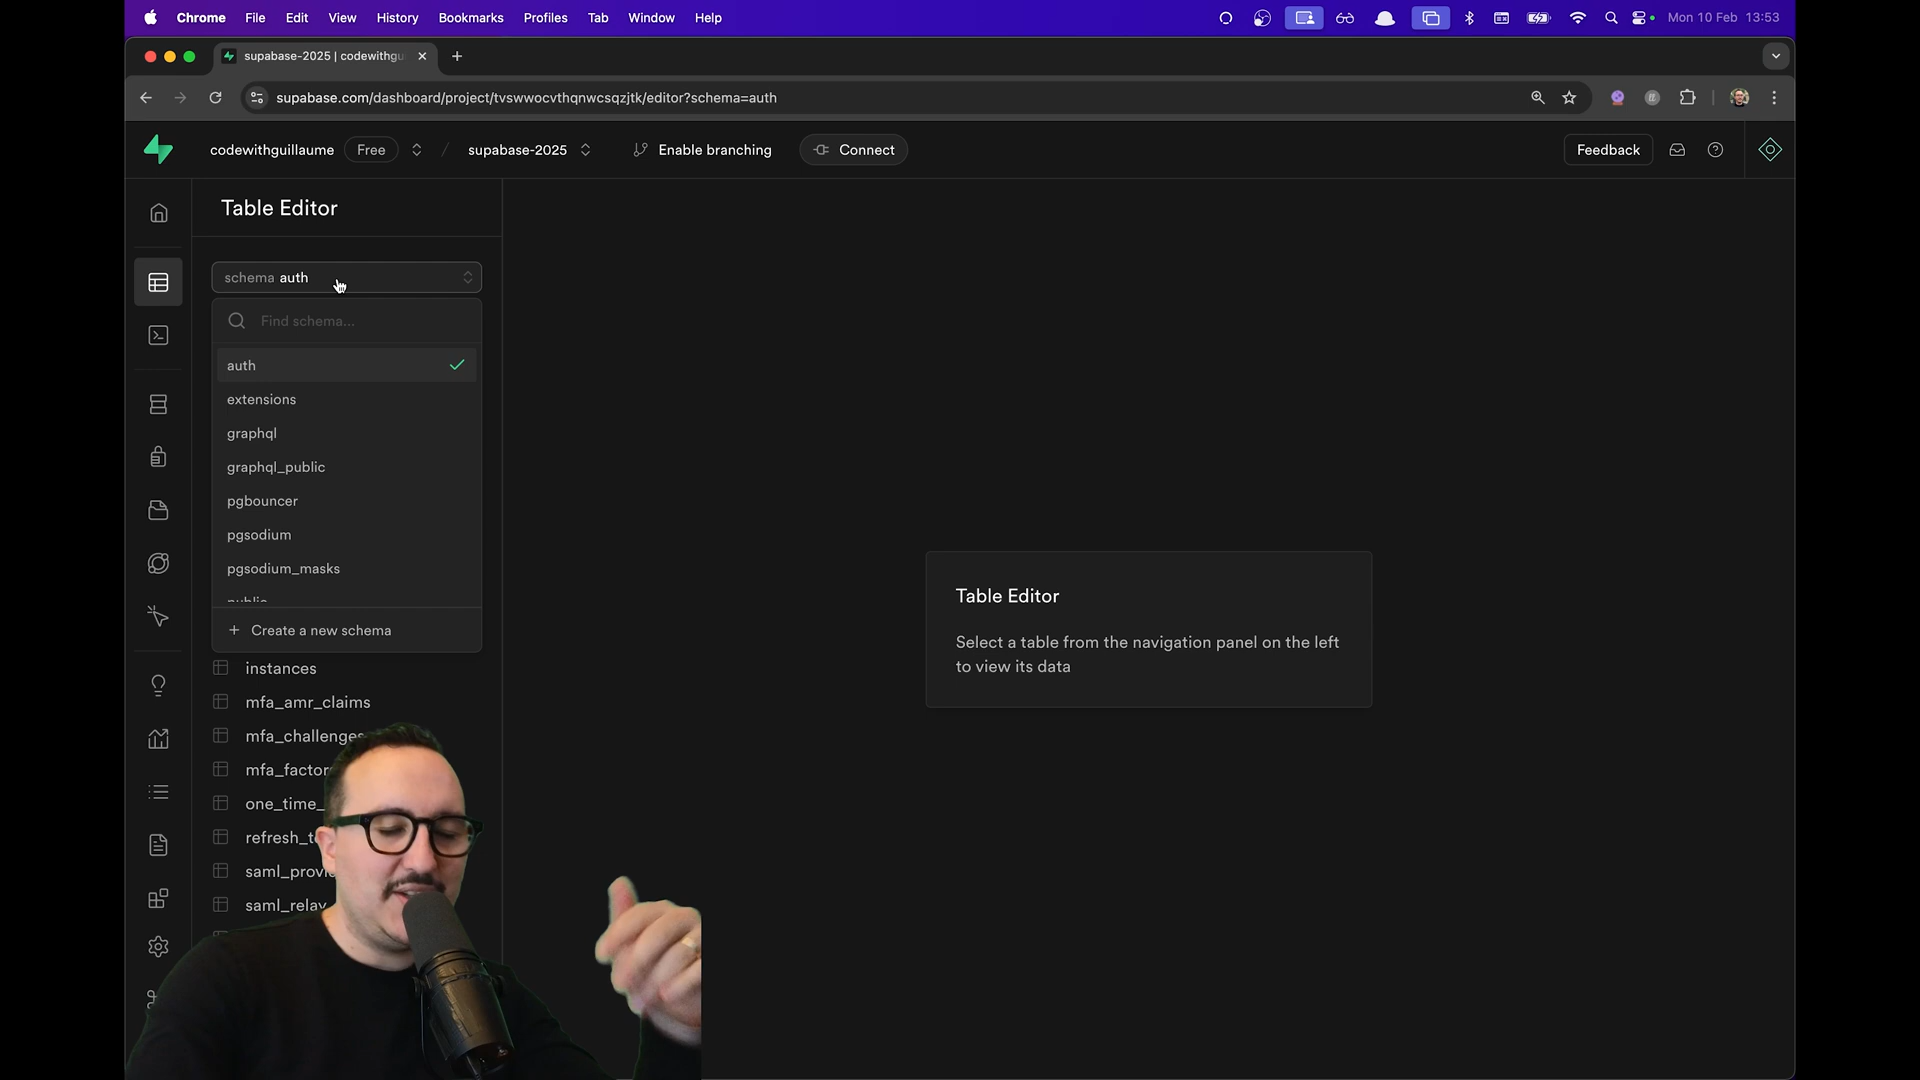 Chrome File Edit View History Bookmarks Profiles Tab Window Help Mon 10 Feb 13:53
supabase-2025 | codewithgu
supabase.com/dashboard/project/tvswwocvthqnwcsqzjtk/editor?schema=auth
codewithguillaume Free / supabase-2025 Enable branching Connect Feedback
Table Editor
schema auth
Find schema...
auth
extensions
graphql
graphql_public
pgbouncer
pgsodium
pgsodium_masks
public
Create a new schema
instances
mfa_amr_claims
mfa_challenges
mfa_factor
one_time_
refresh_t
saml_provi
saml_relay
Table Editor
Select a table from the navigation panel on the left
to view its data